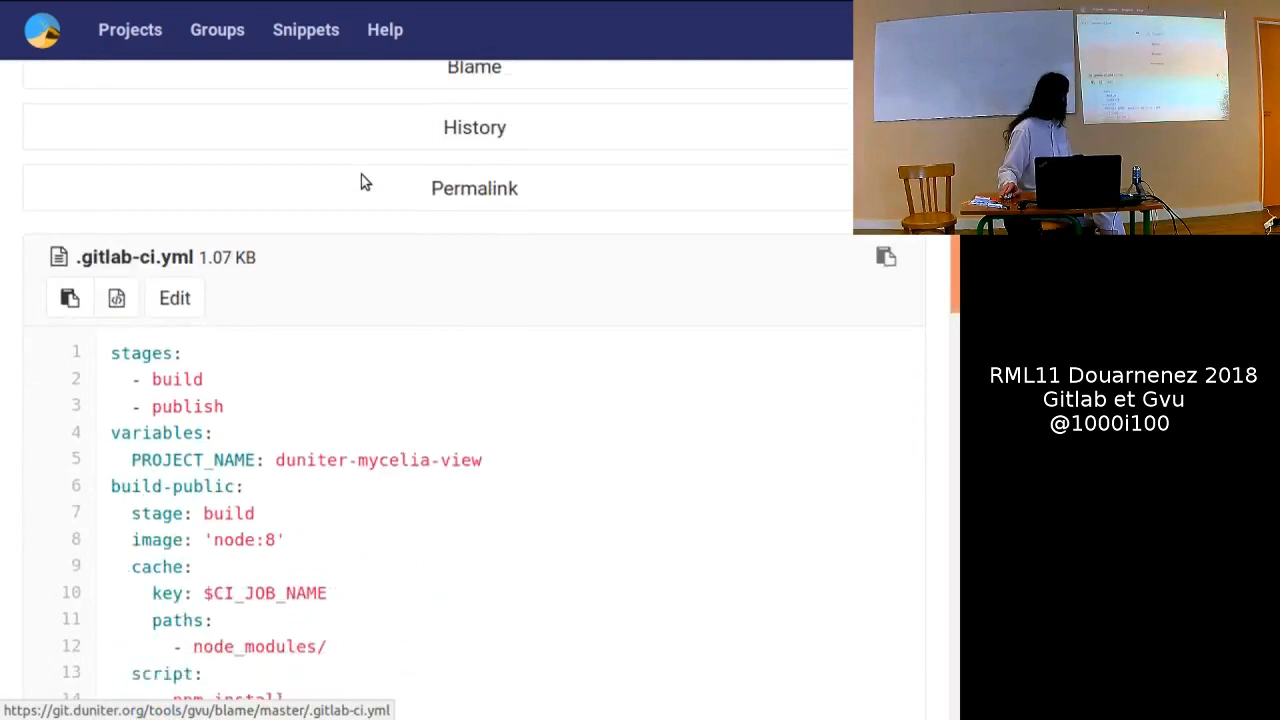 Projects Groups Snippets Help
Blame
History
Permalink
.gitlab-ci.yml 1.07 KB
Edit
1 stages:
2 - build
3 - publish
4 variables:
5 PROJECT_NAME: duniter-mycelia-view
6 build-public:
7 stage: build
8 image: 'node:8'
9 cache:
10 key: $CI_JOB_NAME
11 paths:
12 - node_modules/
13 script:
14 npm install
https://git.duniter.org/tools/gvu/blame/master/.gitlab-ci.yml
RML11 Douarnenez 2018
Gitlab et Gvu
@1000i100